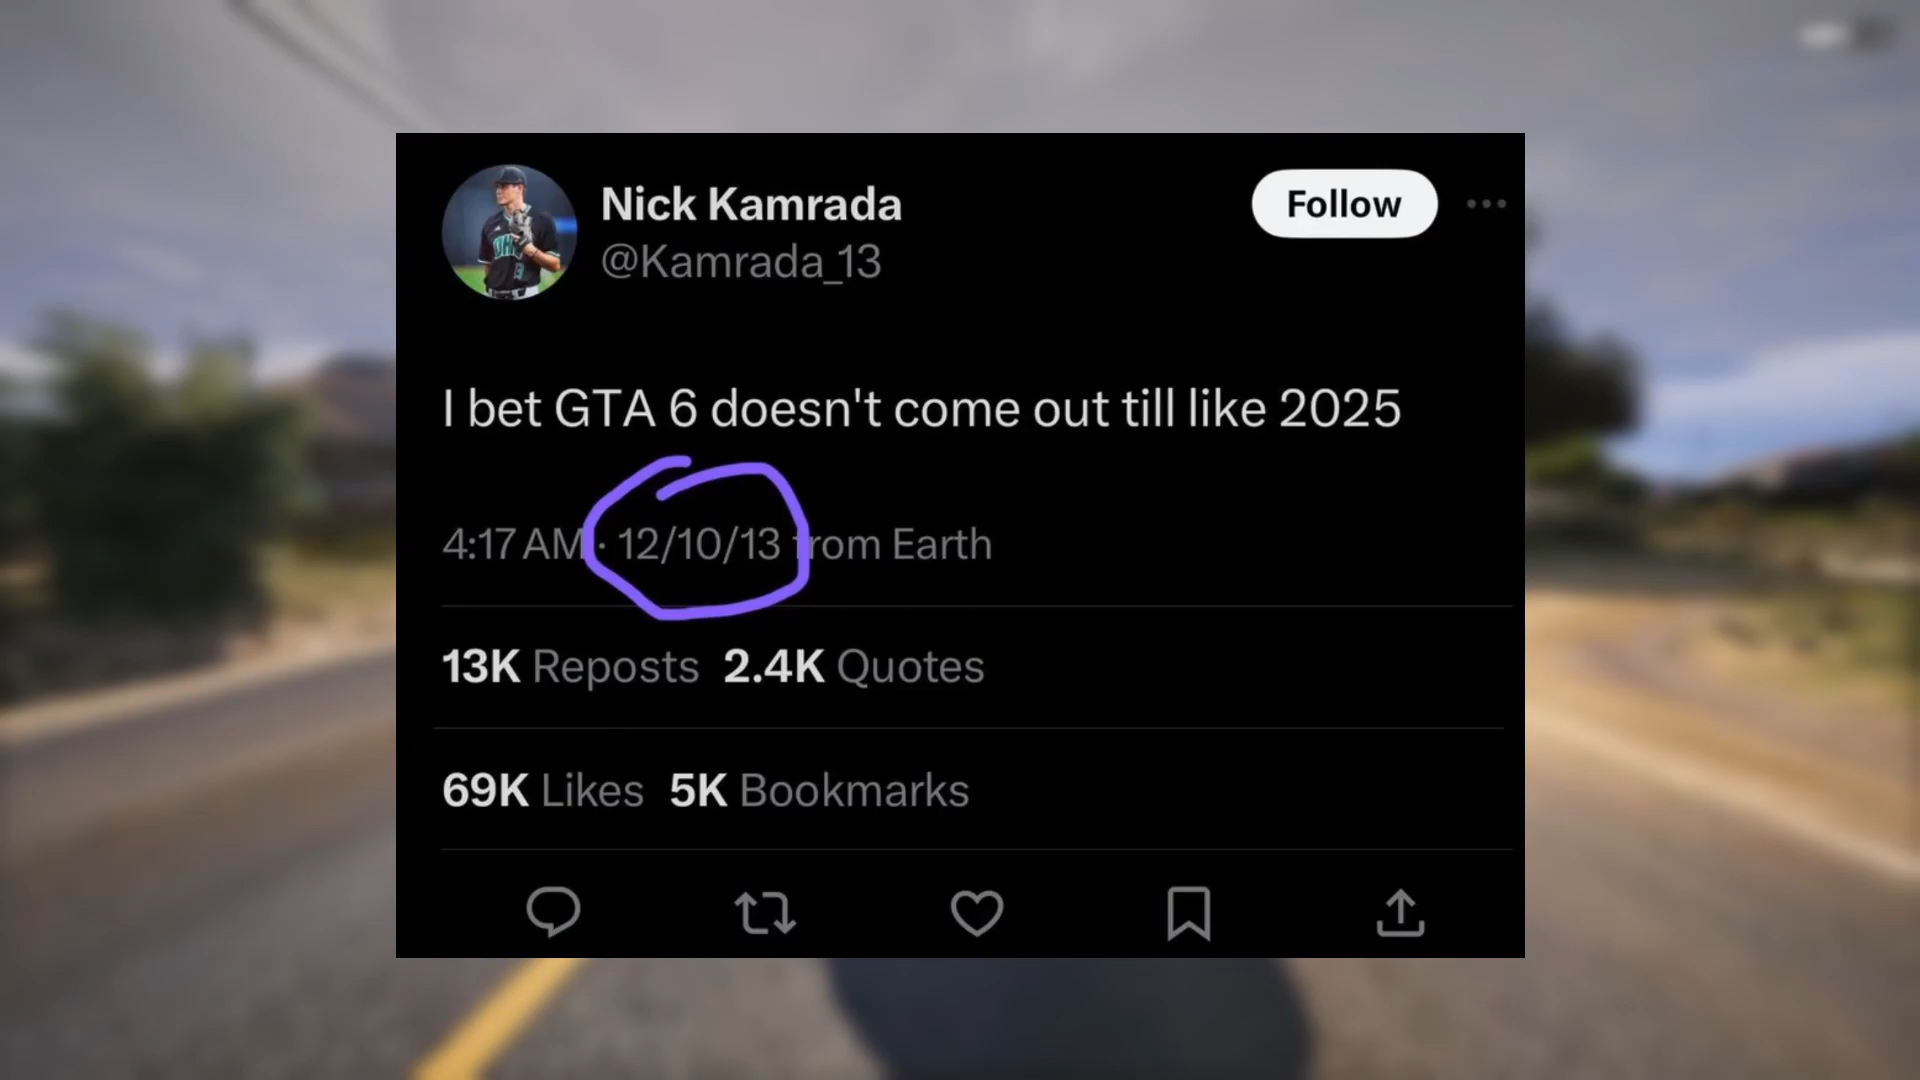 Nick Kamrada
@Kamrada_13
Follow
I bet GTA 6 doesn't come out till like 2025
4:17 AM · 12/10/13 from Earth
13K Reposts 2.4K Quotes
69K Likes 5K Bookmarks